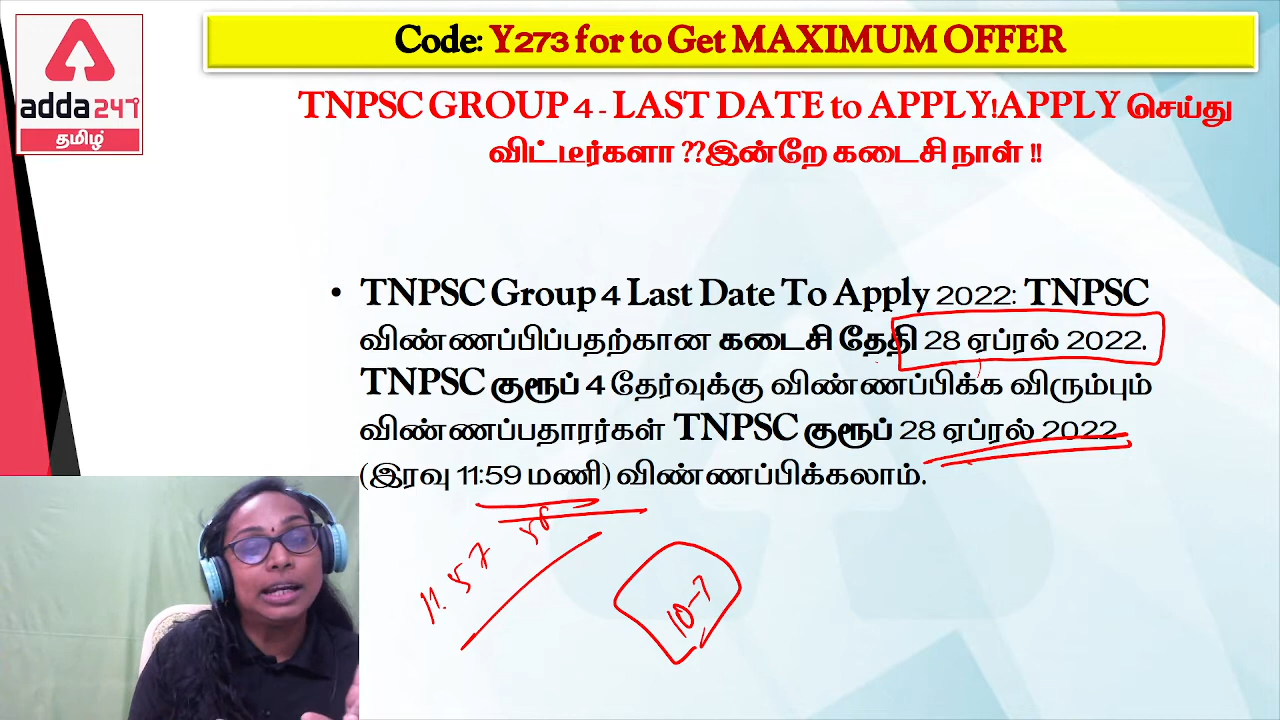 Code: Y273 for to Get MAXIMUM OFFER
adda247
தமிழ்
TNPSC GROUP 4 - LAST DATE to APPLY!APPLY செய்து
விட்டீர்களா ??இன்றே கடைசி நாள் !!
• TNPSC Group 4 Last Date To Apply 2022: TNPSC
விண்ணப்பிப்பதற்கான கடைசி தேதி 28 ஏப்ரல் 2022.
TNPSC குரூப் 4 தேர்வுக்கு விண்ணப்பிக்க விரும்பும்
விண்ணப்பதாரர்கள் TNPSC குரூப் 28 ஏப்ரல் 2022
(இரவு 11:59 மணி) விண்ணப்பிக்கலாம்.
11. 57 58
10-7